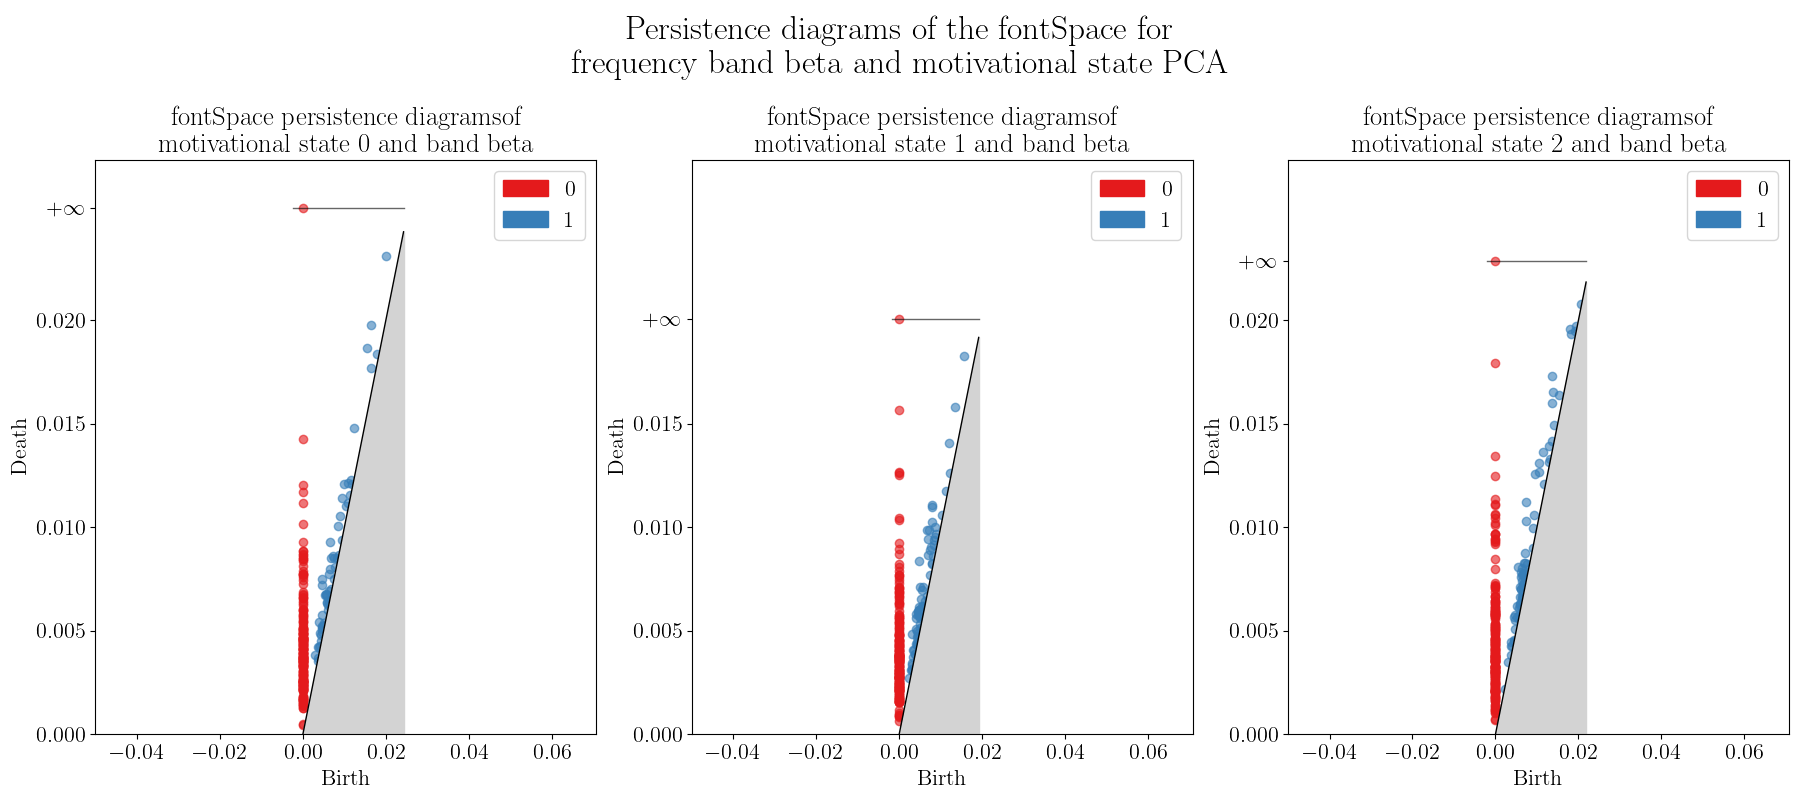 Persistence diagrams of the fontSpace for
frequency band beta and motivational state PCA
fontSpace persistence diagramsof
motivational state 0 and band beta
0
1
+∞
0.020
0.015
0.010
0.005
0.000
Death
−0.04 −0.02 0.00 0.02 0.04 0.06
Birth
fontSpace persistence diagramsof
motivational state 1 and band beta
0
1
+∞
0.015
0.010
0.005
0.000
Death
−0.04 −0.02 0.00 0.02 0.04 0.06
Birth
fontSpace persistence diagramsof
motivational state 2 and band beta
0
1
+∞
0.020
0.015
0.010
0.005
0.000
Death
−0.04 −0.02 0.00 0.02 0.04 0.06
Birth